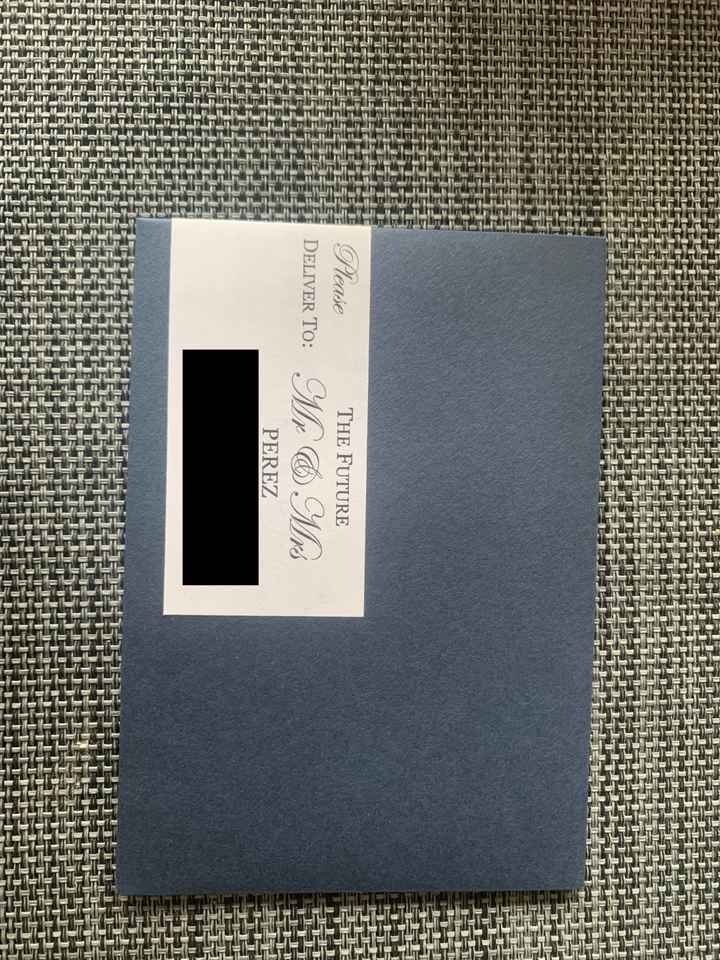 Please
DELIVER TO:
THE FUTURE
Mr & Mrs
PEREZ